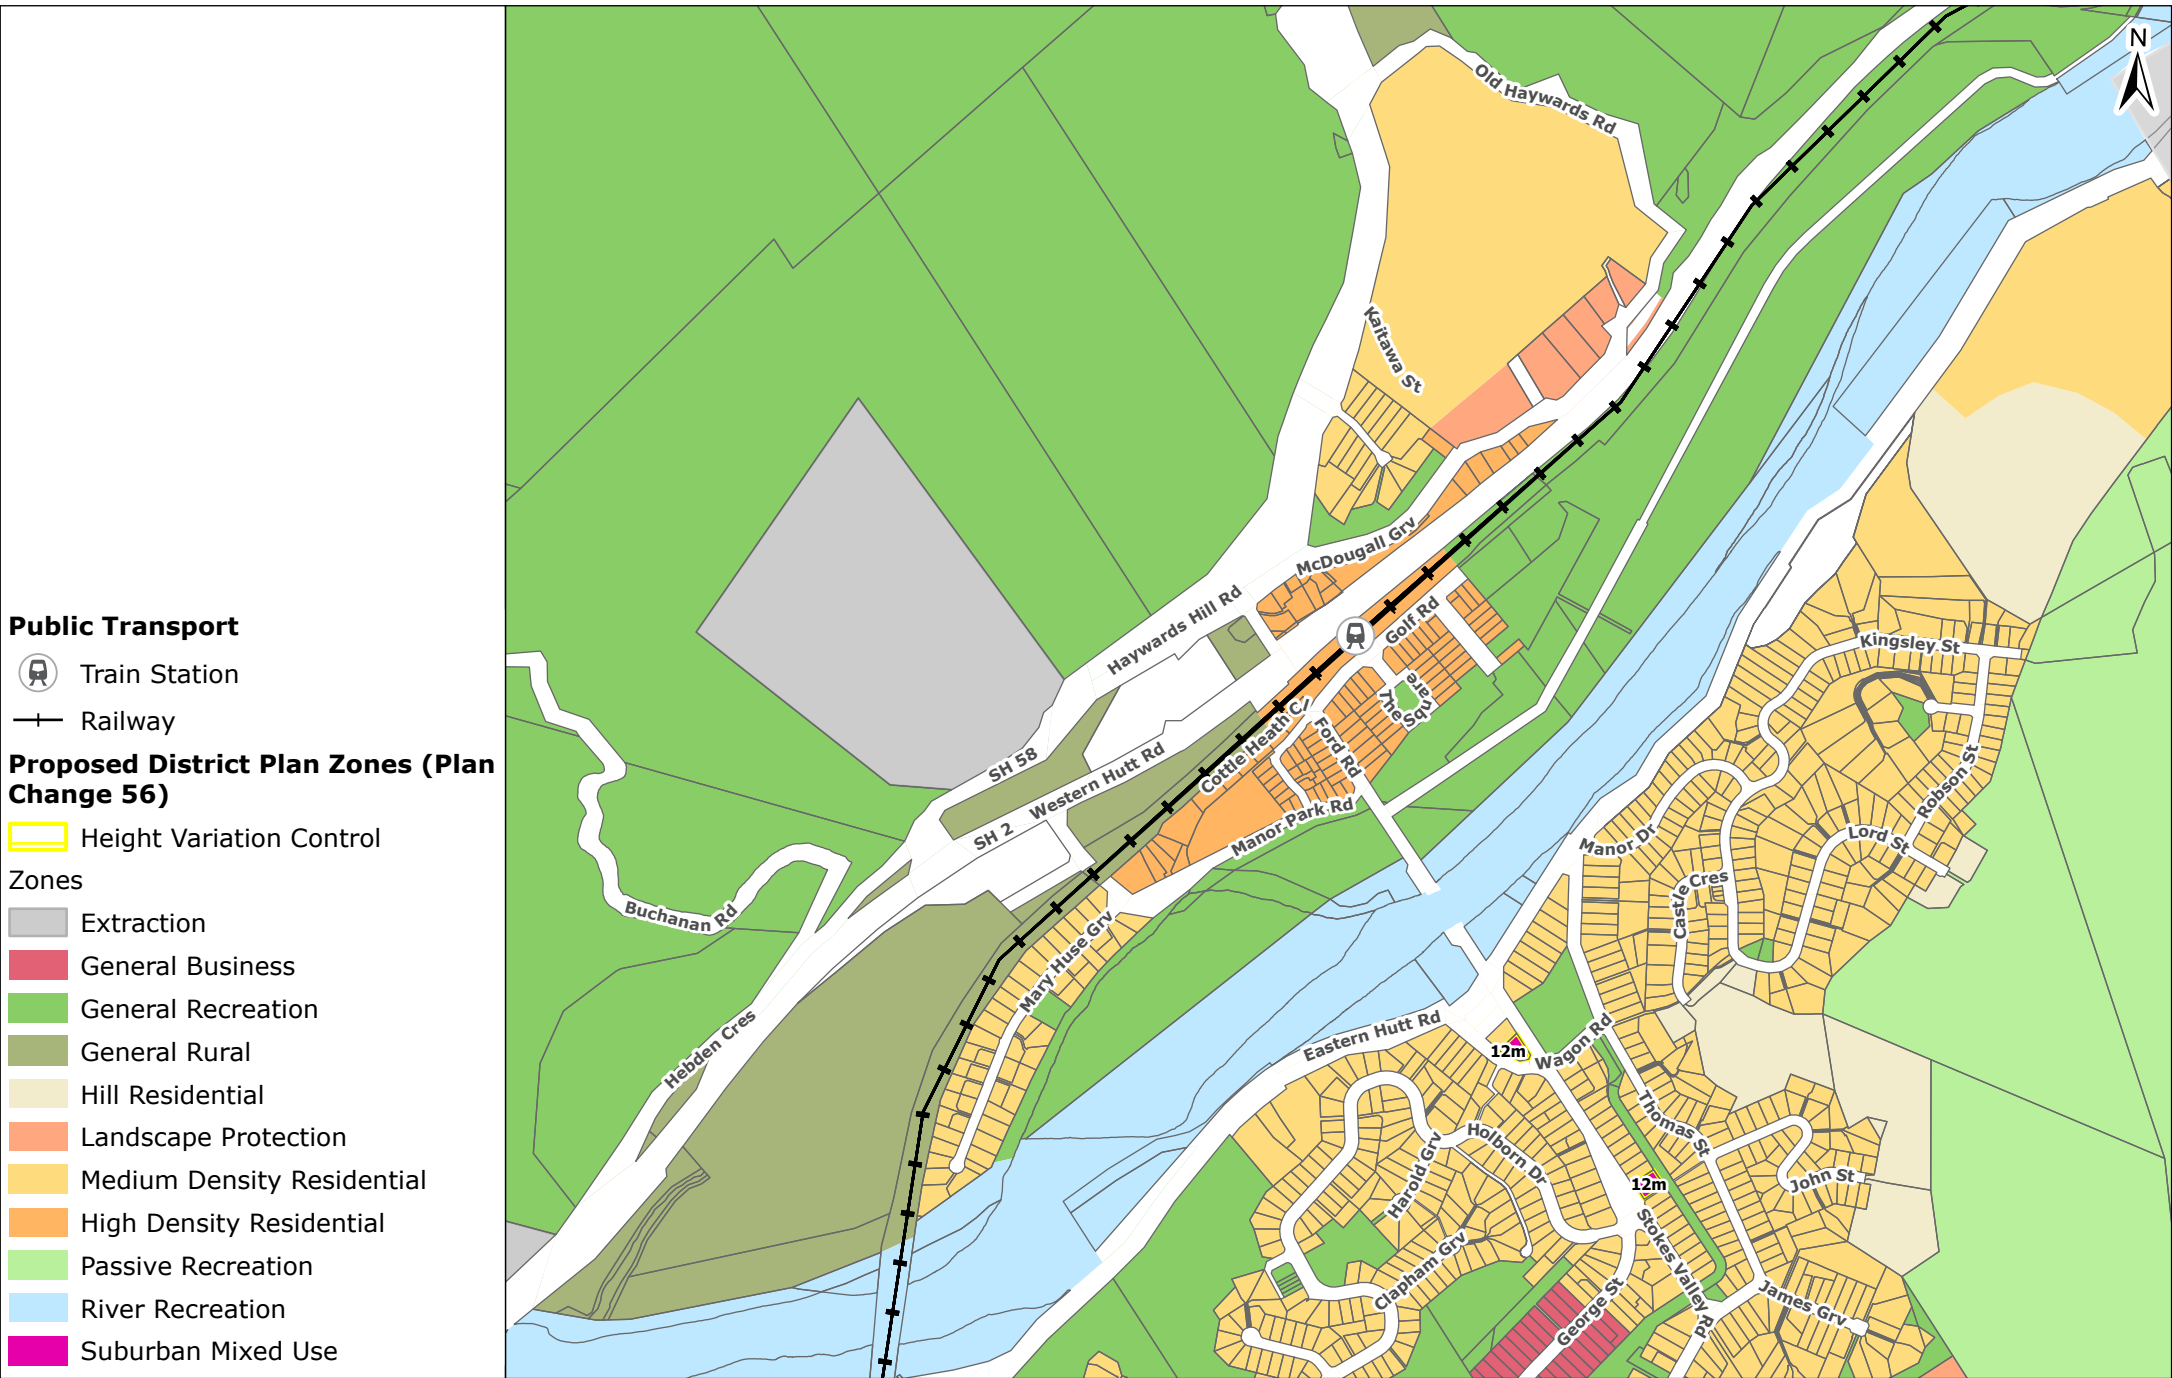 Public Transport
Train Station
Railway
Proposed District Plan Zones (Plan
Change 56)
Height Variation Control
Zones
Extraction
General Business
General Recreation
General Rural
Hill Residential
Landscape Protection
Medium Density Residential
High Density Residential
Passive Recreation
River Recreation
Suburban Mixed Use
N
Old Haywards Rd
Kaitawa St
McDougall Grv
Haywards Hill Rd
Golf Rd
The Square
Cottle Heath Cl
Ford Rd
SH 58
Western Hutt Rd
SH 2
Manor Park Rd
Kingsley St
Robson St
Manor Dr
Lord St
Castle Cres
Buchanan Rd
Mary Huse Grv
Hebden Cres
Eastern Hutt Rd
12m
Wagon Rd
Thomas St
Holborn Dr
Harold Grv
John St
12m
Stokes Valley Rd
Clapham Grv
George St
James Grv